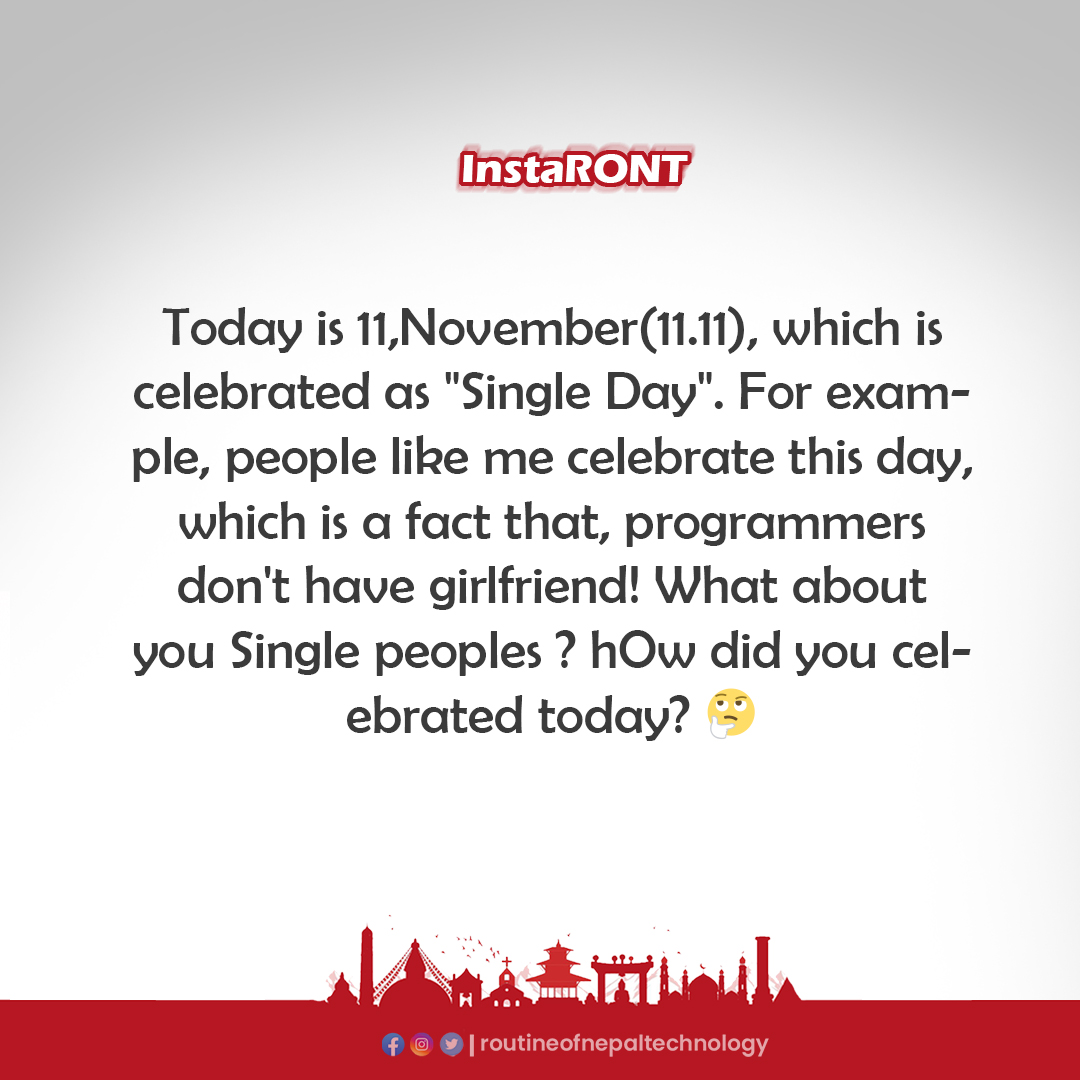 InstaRONT
Today is 11,November(11.11), which is
celebrated as "Single Day". For exam-
ple, people like me celebrate this day,
which is a fact that, programmers
don't have girlfriend! What about
you Single peoples ? hOw did you cel-
ebrated today? 🤔
| routineofnepaltechnology